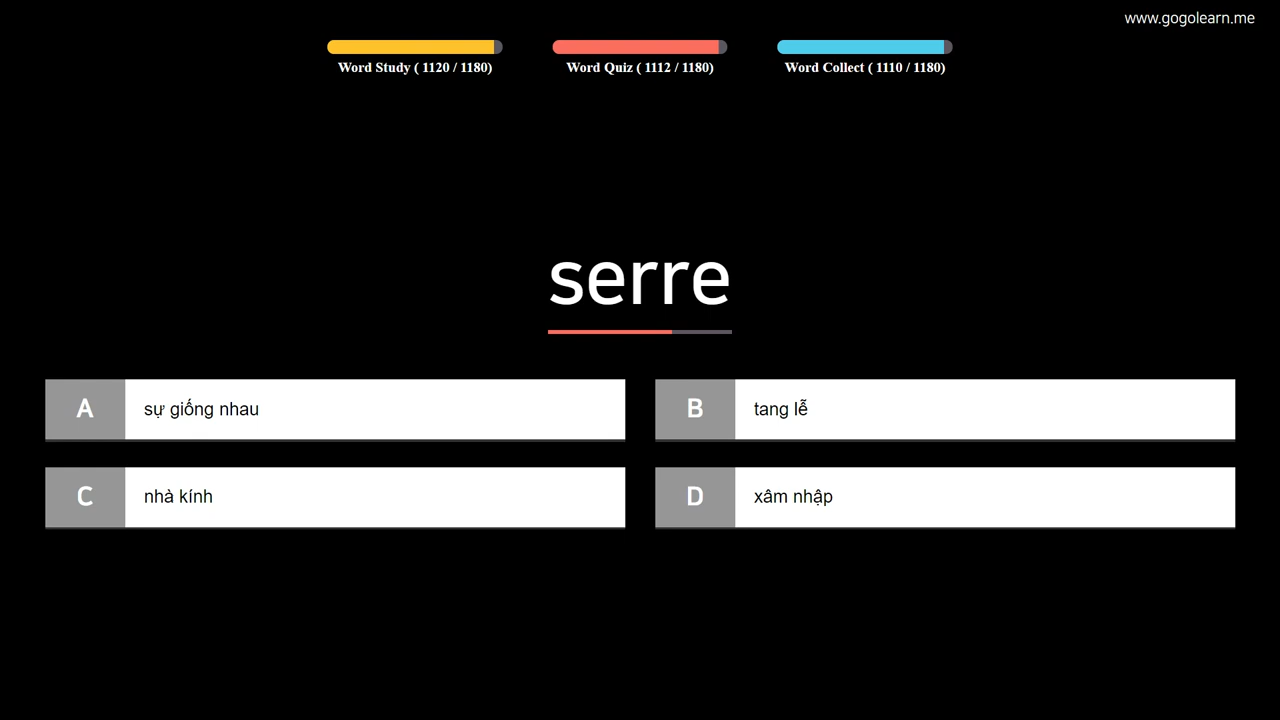 www.gogolearn.me
Word Study ( 1120 / 1180) Word Quiz ( 1112 / 1180) Word Collect ( 1110 / 1180)
serre
A sự giống nhau
B tang lễ
C nhà kính
D xâm nhập